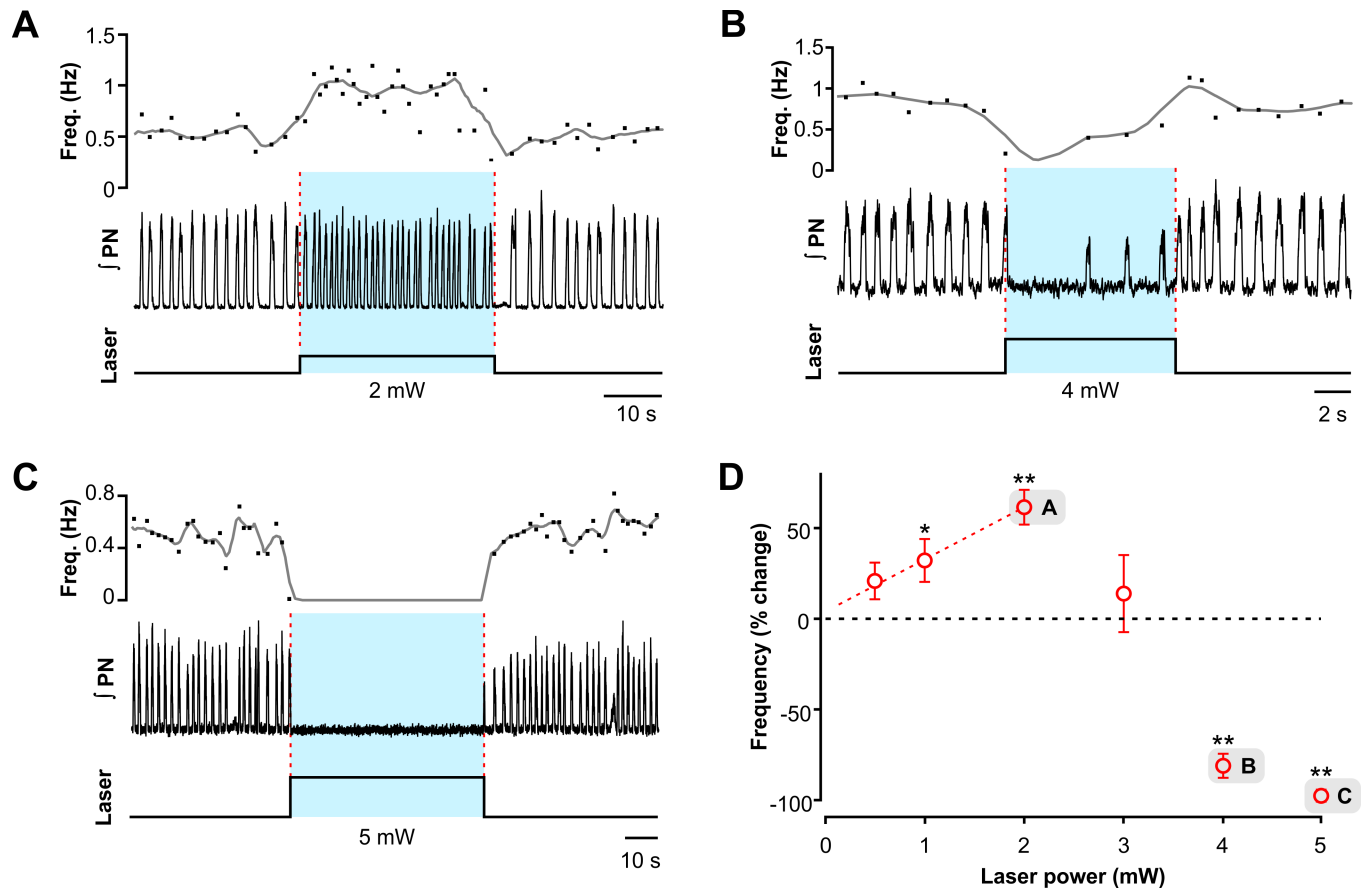 A
Freq. (Hz)
1.5
1
0.5
0
∫ PN
Laser
2 mW
10 s
B
Freq. (Hz)
1.5
1
0.5
0
∫ PN
Laser
4 mW
2 s
C
Freq. (Hz)
0.8
0.4
0
∫ PN
Laser
5 mW
10 s
D
Frequency (% change)
50
0
-50
-100
*
**
A
**
B
**
C
0 1 2 3 4 5
Laser power (mW)